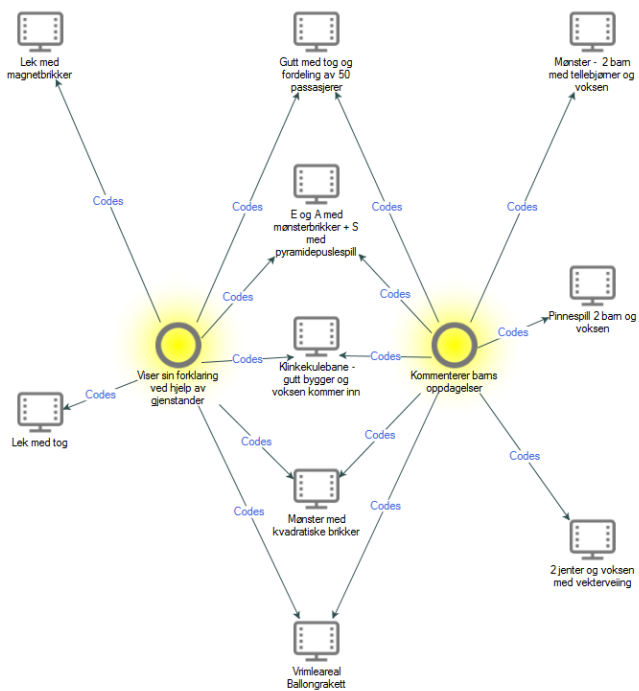 Lek med
magnetbrikker
Gutt med tog og
fordeling av 50
passasjerer
Mønster - 2 barn
med tellebjørner og
voksen
Codes
Codes
Codes
Codes
E og A med
mønsterbrikker + S
med
pyramidepuslespill
Codes
Codes
Pinnespill 2 barn og
voksen
Codes
Viser sin forklaring
ved hjelp av
gjenstander
Codes
Klinkekulebane -
gutt bygger og
voksen kommer inn
Codes
Kommenterer barns
oppdagelser
Codes
Lek med tog
Codes
Codes
Codes
Codes
Mønster med
kvadratiske brikker
Codes
Codes
2 jenter og voksen
med vekterveiing
Vrimleareal
Ballongrakett